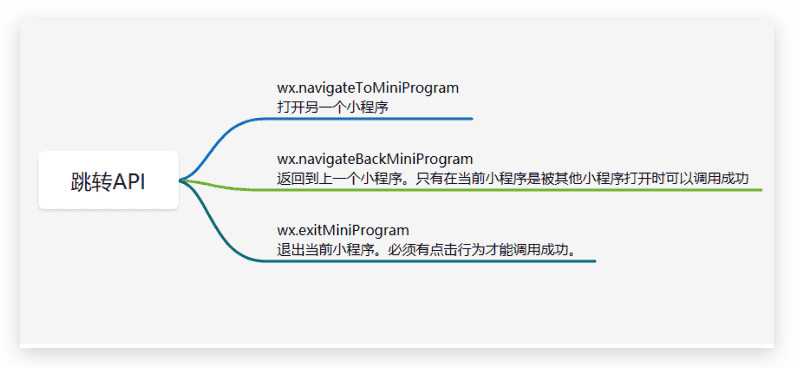 跳转API
wx.navigateToMiniProgram
打开另一个小程序
wx.navigateBackMiniProgram
返回到上一个小程序。只有在当前小程序是被其他小程序打开时可以调用成功
wx.exitMiniProgram
退出当前小程序。必须有点击行为才能调用成功。